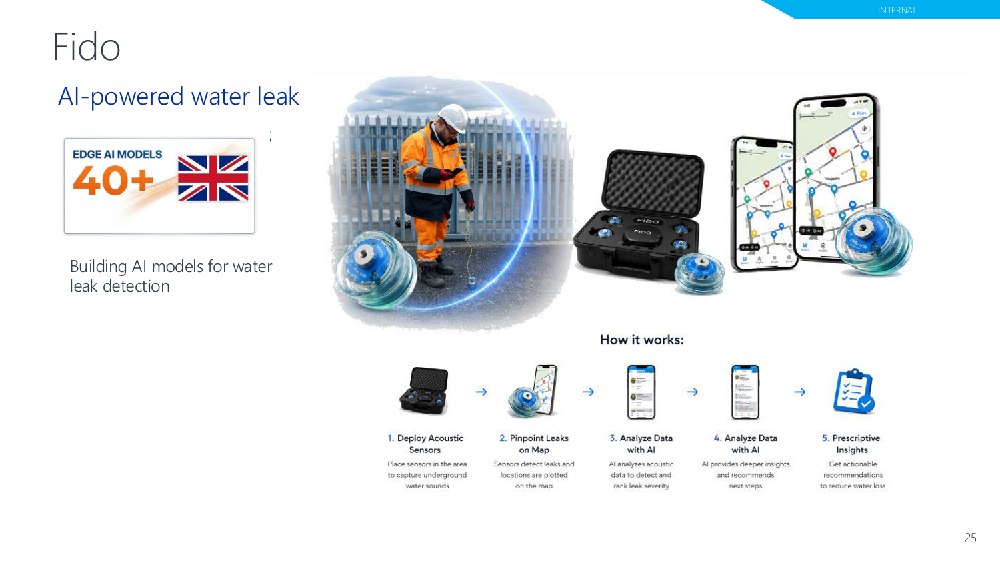 INTERNAL
Fido
AI-powered water leak
EDGE AI MODELS
40+
Building AI models for water
leak detection
FIDO
FIDO
How it works:
1. Deploy Acoustic
Sensors
Place sensors in the area
to capture underground
water sounds
2. Pinpoint Leaks
on Map
Sensors detect leaks and
locations are plotted
on the map
3. Analyze Data
with AI
AI analyzes acoustic
data to detect and
rank leak severity
4. Analyze Data
with AI
AI provides deeper insights
and recommends
next steps
5. Prescriptive
Insights
Get actionable
recommendations
to reduce water loss
25